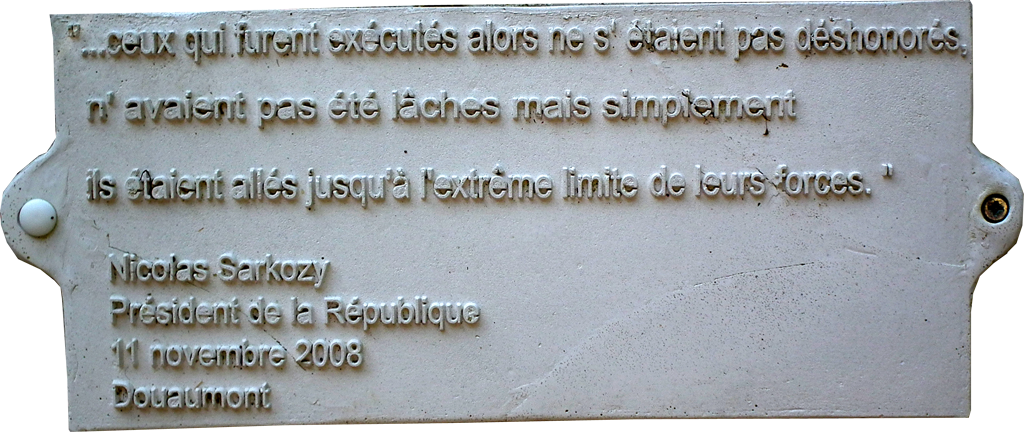 "...ceux qui furent exécutés alors ne s' étaient pas déshonorés,
n' avaient pas été lâches mais simplement
ils étaient allés jusqu'à l'extrême limite de leurs forces. "
Nicolas Sarkozy
Président de la République
11 novembre 2008
Douaumont